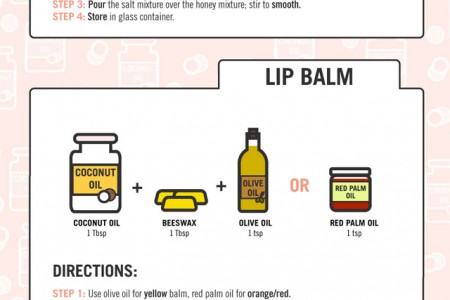 STEP 3: Pour the salt mixture over the honey mixture; stir to smooth.
STEP 4: Store in glass container.
LIP BALM
COCONUT
OIL
+
+
OLIVE
OIL
OR
RED PALM
OIL
COCONUT OIL
1 Tbsp
BEESWAX
1 Tbsp
OLIVE OIL
1 tsp
RED PALM OIL
1 tsp
DIRECTIONS:
STEP 1: Use olive oil for yellow balm, red palm oil for orange/red.